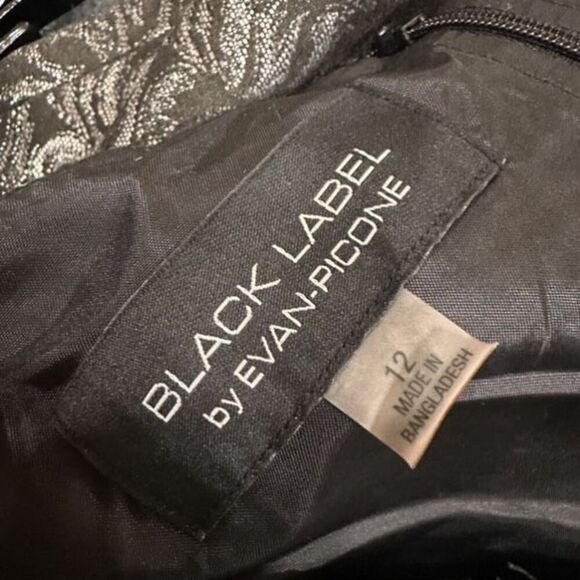 BLACK LABEL
by EVAN-PICONE
12
MADE IN
BANGLADESH